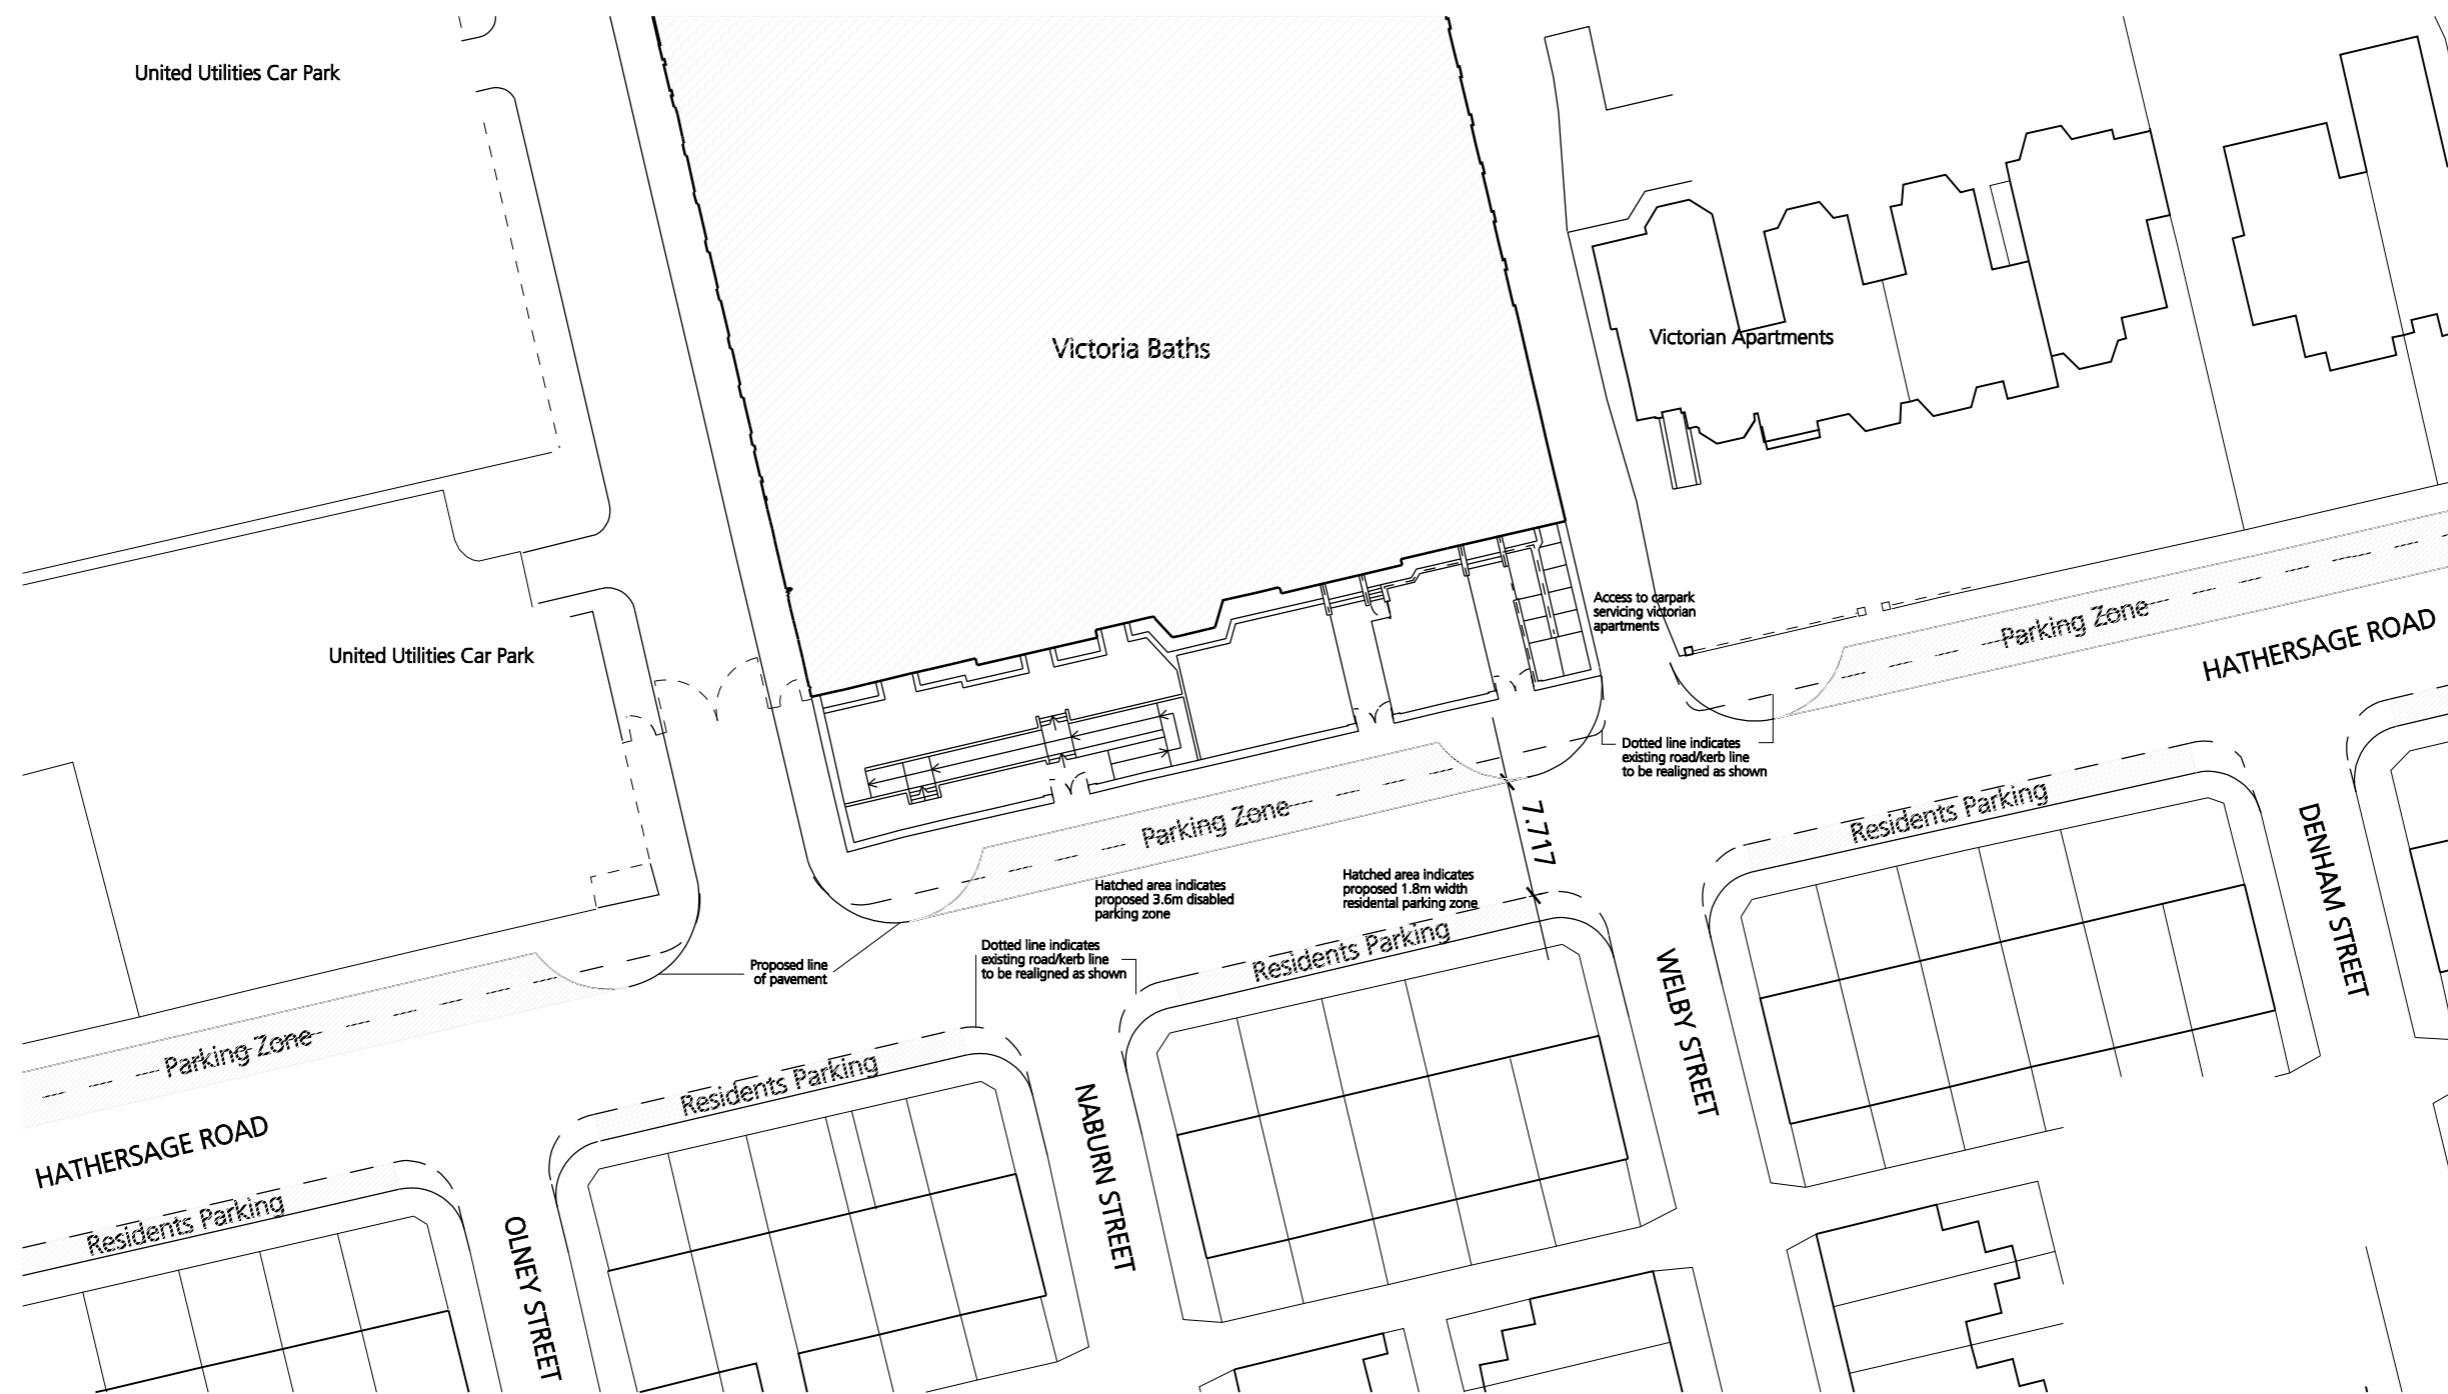 United Utilities Car Park
Victoria Baths
Victorian Apartments
Access to carpark
servicing victorian
apartments
Parking Zone
HATHERSAGE ROAD
United Utilities Car Park
Dotted line indicates
existing road/kerb line
to be realigned as shown
Parking Zone
7.717
Residents Parking
DENHAM STREET
Hatched area indicates
proposed 3.6m disabled
parking zone
Hatched area indicates
proposed 1.8m width
residental parking zone
Proposed line
of pavement
Dotted line indicates
existing road/kerb line
to be realigned as shown
Residents Parking
WELBY STREET
Parking Zone
Residents Parking
NABURN STREET
HATHERSAGE ROAD
Residents Parking
OLNEY STREET